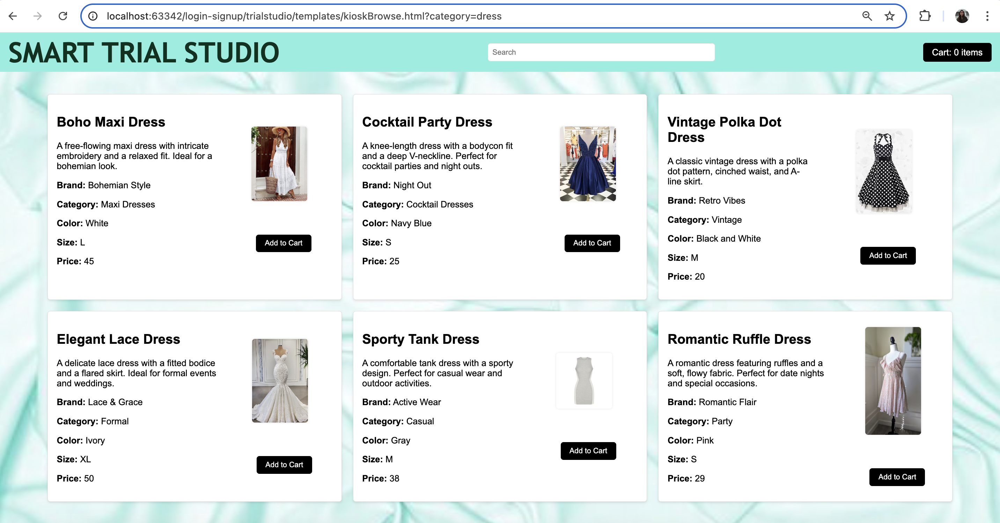 localhost:63342/login-signup/trialstudio/templates/kioskBrowse.html?category=dress
SMART TRIAL STUDIO
Search
Cart: 0 items
Boho Maxi Dress
A free-flowing maxi dress with intricate
embroidery and a relaxed fit. Ideal for a
bohemian look.
Brand: Bohemian Style
Category: Maxi Dresses
Color: White
Size: L
Price: 45
Add to Cart
Cocktail Party Dress
A knee-length dress with a bodycon fit
and a deep V-neckline. Perfect for
cocktail parties and night outs.
Brand: Night Out
Category: Cocktail Dresses
Color: Navy Blue
Size: S
Price: 25
Add to Cart
Vintage Polka Dot
Dress
A classic vintage dress with a polka
dot pattern, cinched waist, and A-
line skirt.
Brand: Retro Vibes
Category: Vintage
Color: Black and White
Size: M
Price: 20
Add to Cart
Elegant Lace Dress
A delicate lace dress with a fitted bodice
and a flared skirt. Ideal for formal events
and weddings.
Brand: Lace & Grace
Category: Formal
Color: Ivory
Size: XL
Price: 50
Add to Cart
Sporty Tank Dress
A comfortable tank dress with a sporty
design. Perfect for casual wear and
outdoor activities.
Brand: Active Wear
Category: Casual
Color: Gray
Size: M
Price: 38
Add to Cart
Romantic Ruffle Dress
A romantic dress featuring ruffles and a
soft, flowy fabric. Perfect for date nights
and special occasions.
Brand: Romantic Flair
Category: Party
Color: Pink
Size: S
Price: 29
Add to Cart